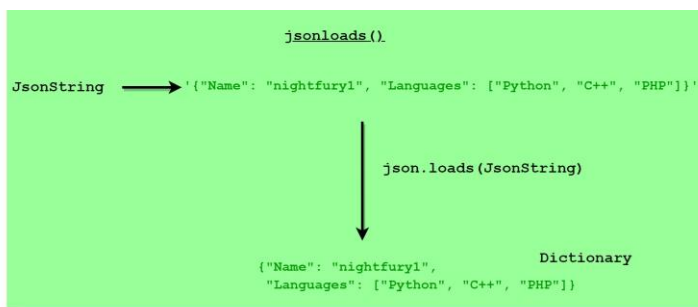 jsonloads()
JsonString
'{"Name": "nightfury1", "Languages": ["Python", "C++", "PHP"]}'
json.loads(JsonString)
Dictionary
{"Name": "nightfury1",
"Languages": ["Python", "C++", "PHP"]}